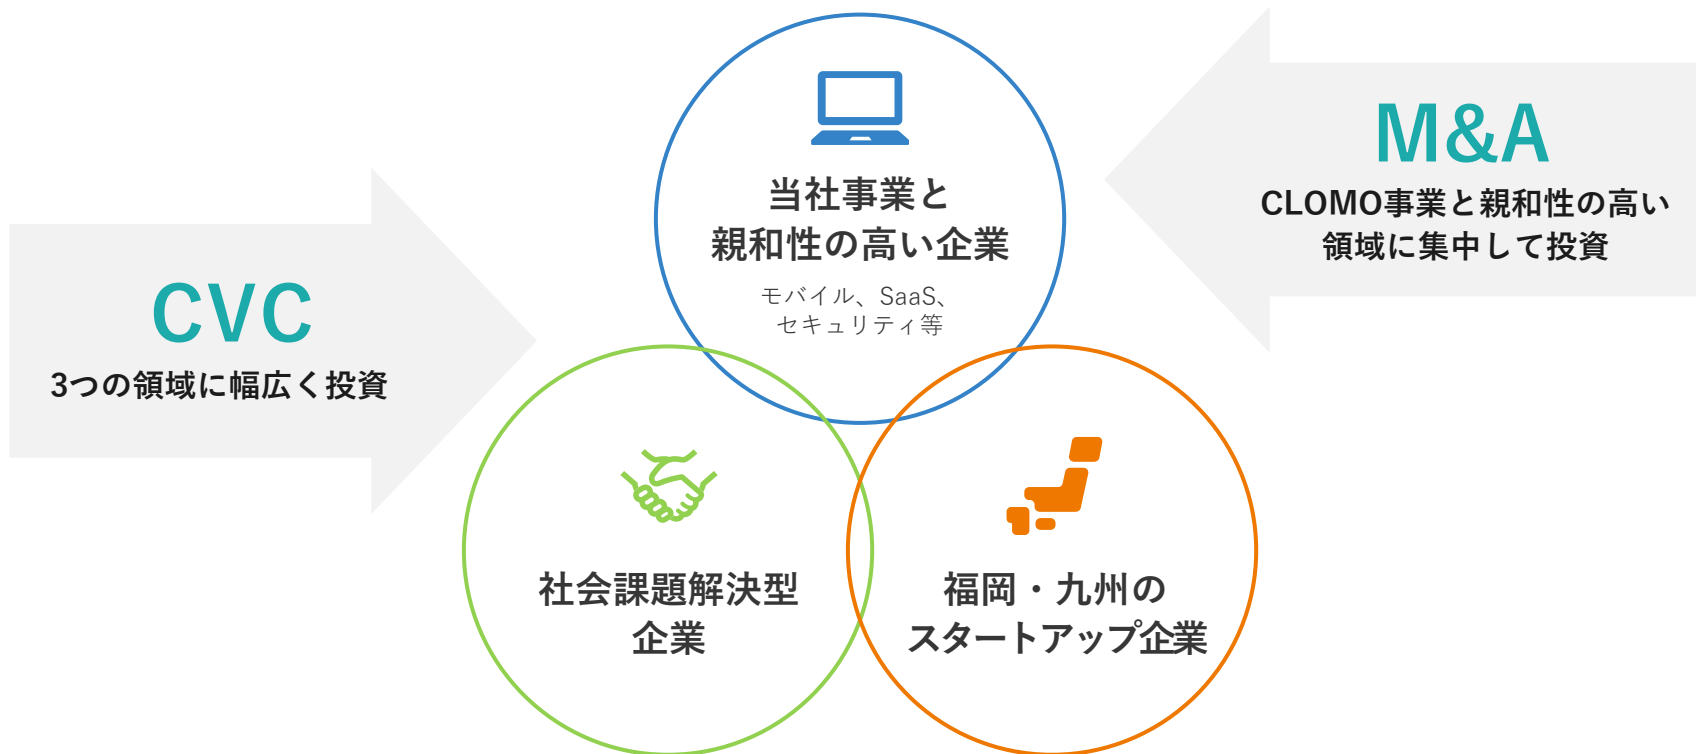 CVC
3つの領域に幅広く投資
当社事業と
親和性の高い企業
モバイル、SaaS、
セキュリティ等
M&A
CLOMO事業と親和性の高い
領域に集中して投資
社会課題解決型
企業
福岡・九州の
スタートアップ企業